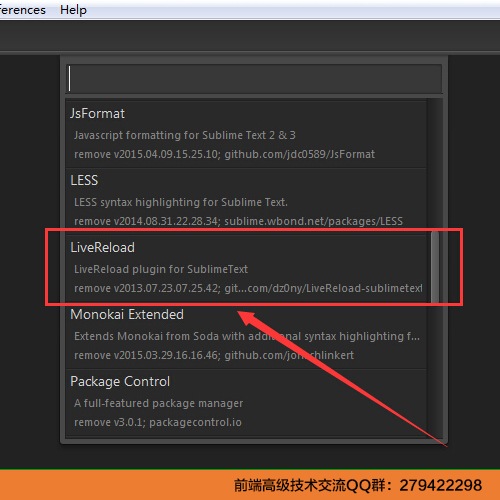 ferences Help
JsFormat
Javascript formatting for Sublime Text 2 & 3
remove v2015.04.09.15.25.10; github.com/jdc0589/JsFormat
LESS
LESS syntax highlighting for Sublime Text.
remove v2014.08.31.22.28.34; sublime.wbond.net/packages/LESS
LiveReload
LiveReload plugin for SublimeText
remove v2013.07.23.07.25.42; git...com/dz0ny/LiveReload-sublimetext
Monokai Extended
Extends Monokai from Soda with additional syntax highlighting f...
remove v2015.03.29.16.16.46; github.com/jonschlinkert
Package Control
A full-featured package manager
remove v3.0.1; packagecontrol.io
前端高级技术交流QQ群：279422298